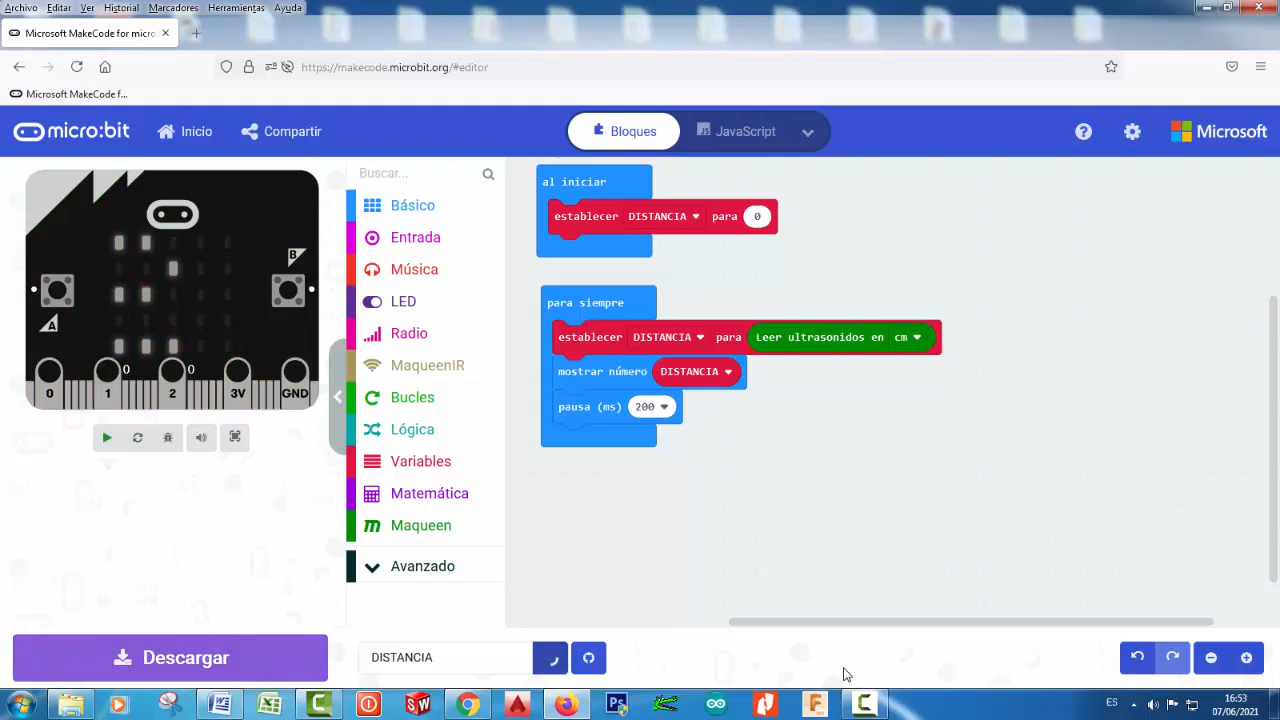 Archivo Editar Ver Historial Marcadores Herramientas Ayuda
Microsoft MakeCode for micro:
https://makecode.microbit.org/#editor
Microsoft MakeCode f...
micro:bit Inicio Compartir Bloques JavaScript Microsoft
Buscar...
Básico
Entrada
Música
LED
Radio
MaqueenIR
Bucles
Lógica
Variables
Matemática
Maqueen
Avanzado
B
A
0 0
0 1 2 3V GND
al iniciar
establecer DISTANCIA para 0
para siempre
establecer DISTANCIA para Leer ultrasonidos en cm
mostrar número DISTANCIA
pausa (ms) 200
Descargar
DISTANCIA
ES
16:53
07/06/2021